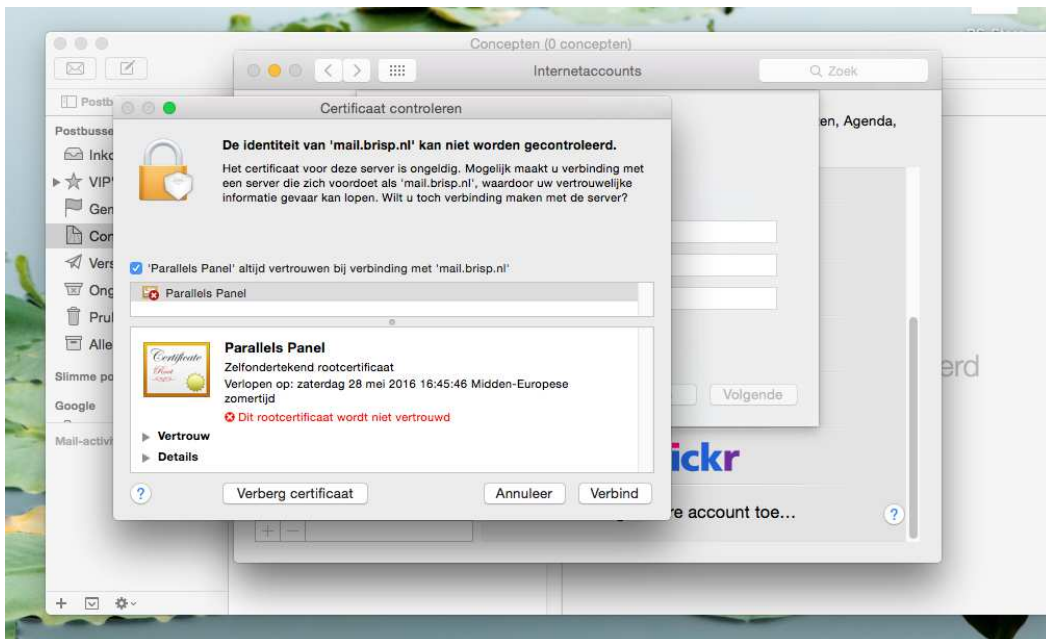 Concepten (0 concepten)
Internetaccounts
Zoek
Certificaat controleren
De identiteit van 'mail.brisp.nl' kan niet worden gecontroleerd.
Het certificaat voor deze server is ongeldig. Mogelijk maakt u verbinding met
een server die zich voordoet als 'mail.brisp.nl', waardoor uw vertrouwelijke
informatie gevaar kan lopen. Wilt u toch verbinding maken met de server?
'Parallels Panel' altijd vertrouwen bij verbinding met 'mail.brisp.nl'
Parallels Panel
Certificate
Root
Parallels Panel
Zelfondertekend rootcertificaat
Verlopen op: zaterdag 28 mei 2016 16:45:46 Midden-Europese
zomertijd
Dit rootcertificaat wordt niet vertrouwd
Vertrouw
Details
?
Verberg certificaat
Annuleer
Verbind
Postb
Postbusse
Inko
VIP'
Gen
Con
Vers
Ong
Prul
Alle
Slimme po
Google
Mail-activi
en, Agenda,
Volgende
ickr
re account toe...
?
erd